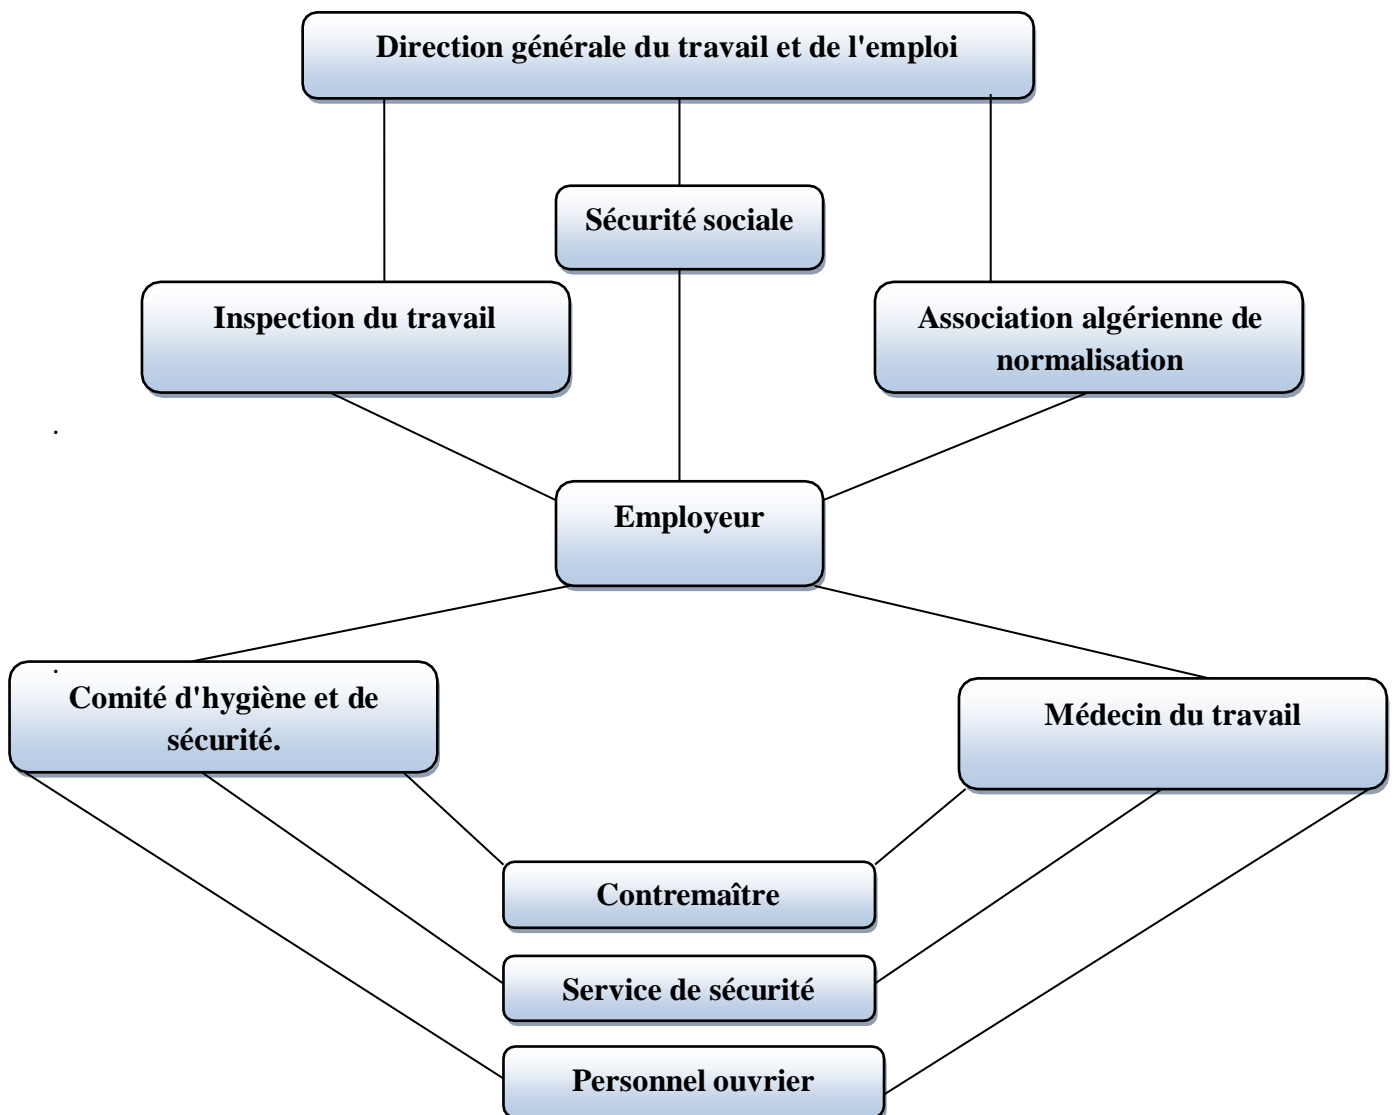 Direction générale du travail et de l'emploi
Sécurité sociale
Inspection du travail
Association algérienne de
normalisation
Employeur
Comité d'hygiène et de
sécurité.
Médecin du travail
Contremaître
Service de sécurité
Personnel ouvrier